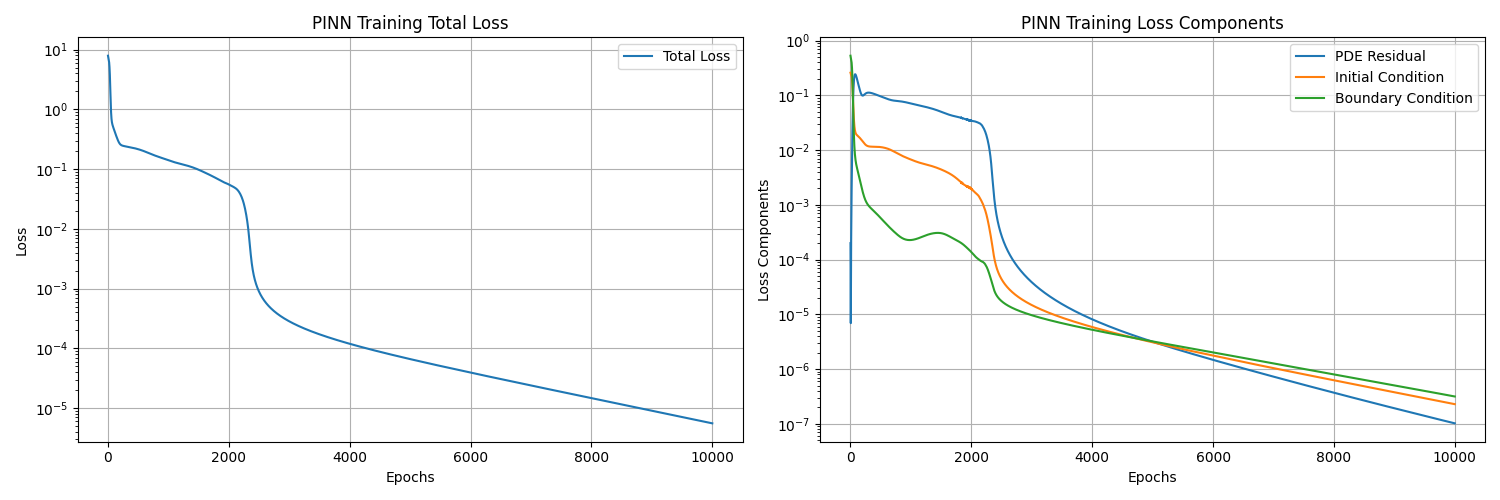 PINN Training Total Loss
Total Loss
10^1
10^0
10^-1
10^-2
10^-3
10^-4
10^-5
Loss
0 2000 4000 6000 8000 10000
Epochs
PINN Training Loss Components
PDE Residual
Initial Condition
Boundary Condition
10^0
10^-1
10^-2
10^-3
10^-4
10^-5
10^-6
10^-7
Loss Components
0 2000 4000 6000 8000 10000
Epochs